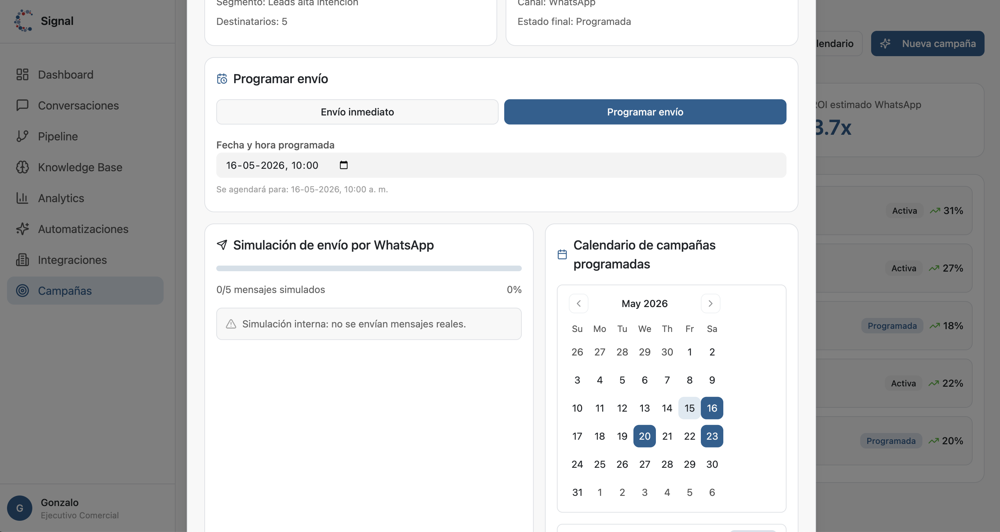 Signal
Dashboard
Conversaciones
Pipeline
Knowledge Base
Analytics
Automatizaciones
Integraciones
Campañas
Gonzalo
Ejecutivo Comercial
G
Segmento: Leads alta intención
Destinatarios: 5
Canal: WhatsApp
Estado final: Programada
Programar envío
Envío inmediato
Programar envío
Fecha y hora programada
16-05-2026, 10:00
Se agendará para: 16-05-2026, 10:00 a. m.
Simulación de envío por WhatsApp
0/5 mensajes simulados 0%
Simulación interna: no se envían mensajes reales.
Calendario de campañas
programadas
May 2026
Su Mo Tu We Th Fr Sa
26 27 28 29 30 1 2
3 4 5 6 7 8 9
10 11 12 13 14 15 16
17 18 19 20 21 22 23
24 25 26 27 28 29 30
31 1 2 3 4 5 6
lendario
Nueva campaña
ROI estimado WhatsApp
3.7x
Activa 31%
Activa 27%
Programada 18%
Activa 22%
Programada 20%